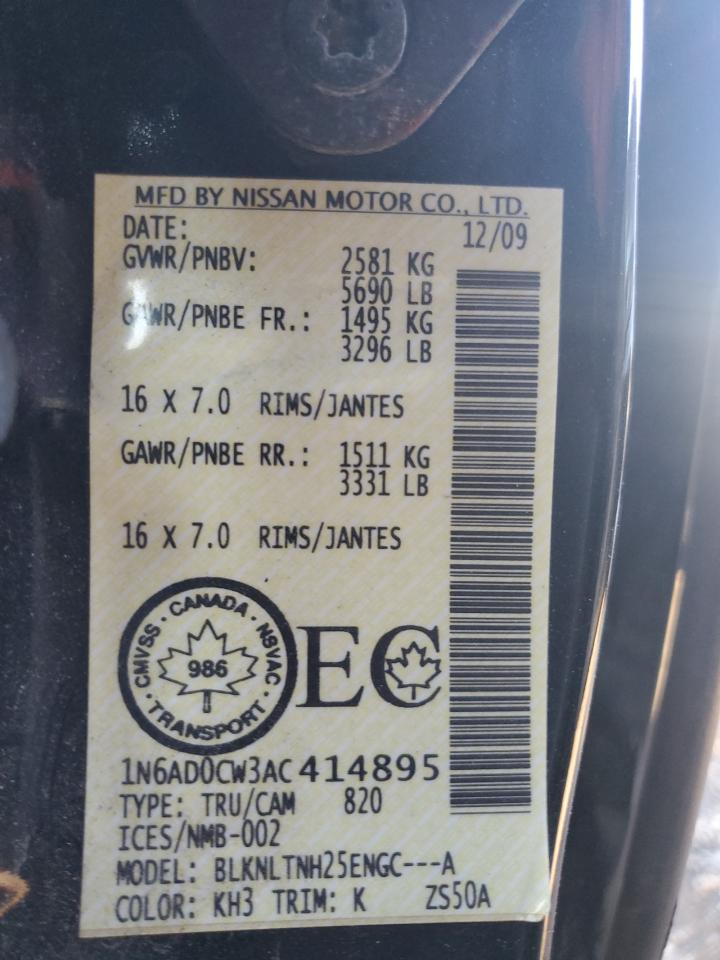 MFD BY NISSAN MOTOR CO., LTD.
DATE: 12/09
GVWR/PNBV: 2581 KG
5690 LB
GAWR/PNBE FR.: 1495 KG
3296 LB
16 X 7.0 RIMS/JANTES
GAWR/PNBE RR.: 1511 KG
3331 LB
16 X 7.0 RIMS/JANTES
CMVSS · CANADA · NSVAC
986
· TRANSPORT ·
EC
1N6AD0CW3AC414895
TYPE: TRU/CAM 820
ICES/NMB-002
MODEL: BLKNLTNH25ENGC---A
COLOR: KH3 TRIM: K ZS50A